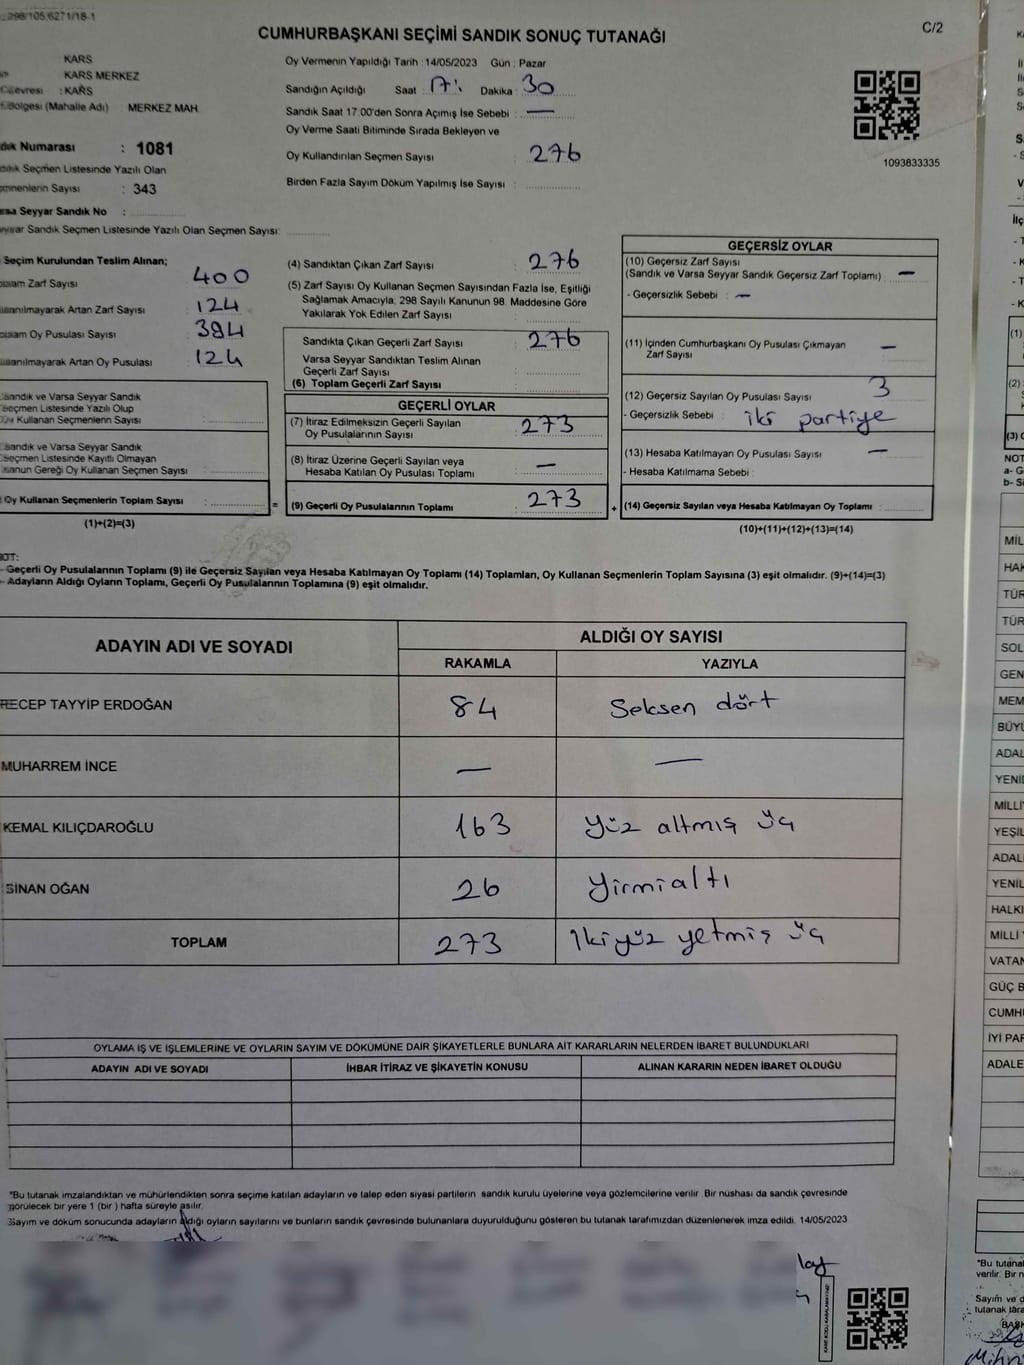 298/105.6271/18-1
C/2
CUMHURBAŞKANI SEÇİMİ SANDIK SONUÇ TUTANAĞI
KARS
KARS MERKEZ
: KARS
MERKEZ MAH
Numarası : 1081
Seçmen Listesinde Yazılı Olan
Sayısı : 343
Seyyar Sandık No :
Sandık Seçmen Listesinde Yazılı Olan Seçmen Sayısı:
Oy Vermenin Yapıldığı Tarih : 14/05/2023 Gün : Pazar
Sandığın Açıldığı Saat : 17: Dakika : 30
Sandık Saat 17:00'den Sonra Açımış İse Sebebi : —
Oy Verme Saati Bitiminde Sırada Bekleyen ve
Oy Kullandırılan Seçmen Sayısı : 276
Birden Fazla Sayım Döküm Yapılmış İse Sayısı :
1093833335
Seçim Kurulundan Teslim Alınan;
Zarf Sayısı : 400
Artan Zarf Sayısı : 124
Oy Pusulası Sayısı : 394
Artan Oy Pusulası : 124
Sandık ve Varsa Seyyar Sandık
Seçmen Listesinde Yazılı Olup
Kullanan Seçmenlerin Sayısı :
Sandık ve Varsa Seyyar Sandık
Seçmen Listesinde Kayıtlı Olmayan
Kanun Gereği Oy Kullanan Seçmen Sayısı :
Oy Kullanan Seçmenlerin Toplam Sayısı :
(1)+(2)=(3)
(4) Sandıktan Çıkan Zarf Sayısı : 276
(5) Zarf Sayısı Oy Kullanan Seçmen Sayısından Fazla İse, Eşitliği
Sağlamak Amacıyla; 298 Sayılı Kanunun 98. Maddesine Göre
Yakılarak Yok Edilen Zarf Sayısı :
Sandıkta Çıkan Geçerli Zarf Sayısı : 276
Varsa Seyyar Sandıktan Teslim Alınan
Geçerli Zarf Sayısı :
(6) Toplam Geçerli Zarf Sayısı :
GEÇERLİ OYLAR
(7) İtiraz Edilmeksizin Geçerli Sayılan
Oy Pusulalarının Sayısı : 273
(8) İtiraz Üzerine Geçerli Sayılan veya
Hesaba Katılan Oy Pusulası Toplamı : —
(9) Geçerli Oy Pusulalarının Toplamı : 273
GEÇERSİZ OYLAR
(10) Geçersiz Zarf Sayısı
(Sandık ve Varsa Seyyar Sandık Geçersiz Zarf Toplamı) : —
- Geçersizlik Sebebi : —
(11) İçinden Cumhurbaşkanı Oy Pusulası Çıkmayan
Zarf Sayısı : —
(12) Geçersiz Sayılan Oy Pusulası Sayısı : 3
- Geçersizlik Sebebi : iki partiye
(13) Hesaba Katılmayan Oy Pusulası Sayısı : —
- Hesaba Katılmama Sebebi :
(14) Geçersiz Sayılan veya Hesaba Katılmayan Oy Toplamı :
(10)+(11)+(12)+(13)=(14)
NOT:
- Geçerli Oy Pusulalarının Toplamı (9) ile Geçersiz Sayılan veya Hesaba Katılmayan Oy Toplamı (14) Toplamları, Oy Kullanan Seçmenlerin Toplam Sayısına (3) eşit olmalıdır. (9)+(14)=(3)
- Adayların Aldığı Oyların Toplamı, Geçerli Oy Pusulalarının Toplamına (9) eşit olmalıdır.
ADAYIN ADI VE SOYADI ALDIĞI OY SAYISI
RAKAMLA YAZIYLA
RECEP TAYYİP ERDOĞAN 84 Seksen dört
MUHARREM İNCE — —
KEMAL KILIÇDAROĞLU 163 Yüz altmış üç
SİNAN OĞAN 26 Yirmialtı
TOPLAM 273 İkiyüz yetmiş üç
OYLAMA İŞ VE İŞLEMLERİNE VE OYLARIN SAYIM VE DÖKÜMÜNE DAİR ŞİKAYETLERLE BUNLARA AİT KARARLARIN NELERDEN İBARET BULUNDUKLARI
ADAYIN ADI VE SOYADI İHBAR İTİRAZ VE ŞİKAYETİN KONUSU ALINAN KARARIN NEDEN İBARET OLDUĞU
"Bu tutanak imzalandıktan ve mühürlendikten sonra seçime katılan adayların ve talep eden siyasi partilerin sandık kurulu üyelerine veya gözlemcilerine verilir. Bir nüshası da sandık çevresinde
görülecek bir yere 1 (bir) hafta süreyle asılır.
Sayım ve döküm sonucunda adayların aldığı oyların sayılarını ve bunların sandık çevresinde bulunanlara duyurulduğunu gösteren bu tutanak tarafımızdan düzenlenerek imza edildi. 14/05/2023